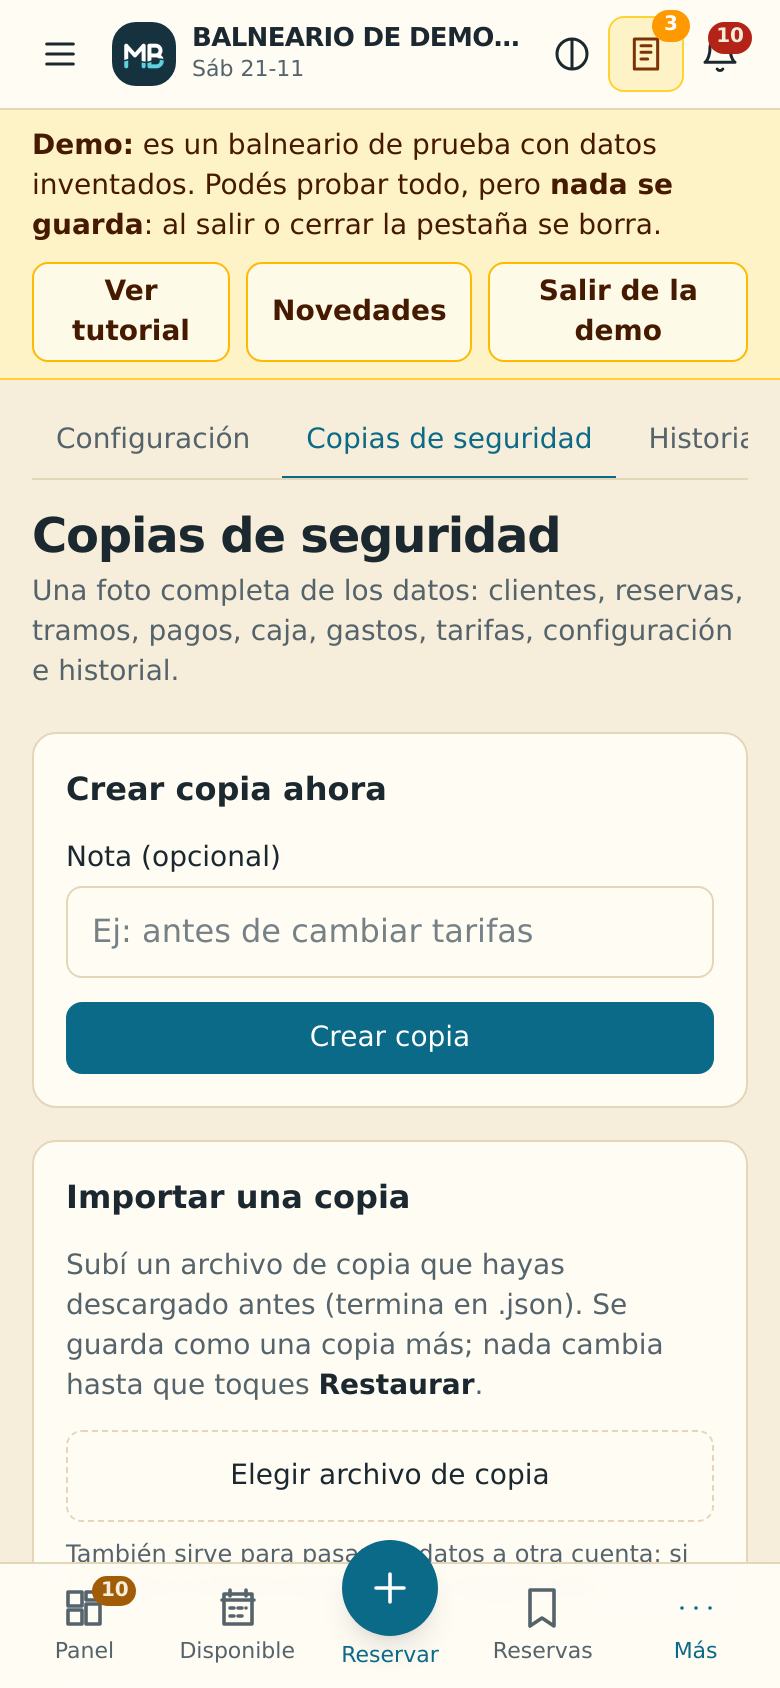 MB
BALNEARIO DE DEMO...
Sáb 21-11
3
10
Demo: es un balneario de prueba con datos
inventados. Podés probar todo, pero nada se
guarda: al salir o cerrar la pestaña se borra.
Ver
tutorial
Novedades
Salir de la
demo
Configuración
Copias de seguridad
Historia
Copias de seguridad
Una foto completa de los datos: clientes, reservas,
tramos, pagos, caja, gastos, tarifas, configuración
e historial.
Crear copia ahora
Nota (opcional)
Ej: antes de cambiar tarifas
Crear copia
Importar una copia
Subí un archivo de copia que hayas
descargado antes (termina en .json). Se
guarda como una copia más; nada cambia
hasta que toques Restaurar.
Elegir archivo de copia
También sirve para pasa datos a otra cuenta: si
10
Panel
Disponible
Reservar
Reservas
Más